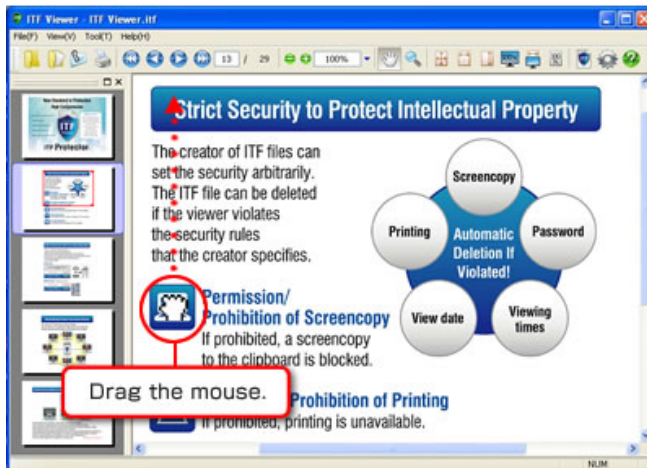 ITF Viewer - ITF Viewer.itf
File(F) View(V) Tool(T) Help(H)
13 / 29 100%
Strict Security to Protect Intellectual Property
The creator of ITF files can
set the security arbitrarily.
The ITF file can be deleted
if the viewer violates
the security rules
that the creator specifies.
Screencopy
Printing
Automatic
Deletion If
Violated!
Password
View date
Viewing
times
Permission/
Prohibition of Screencopy
If prohibited, a screencopy
to the clipboard is blocked.
Drag the mouse.
Prohibition of Printing
If prohibited, printing is unavailable.
ITF
ITF Protector
NUM